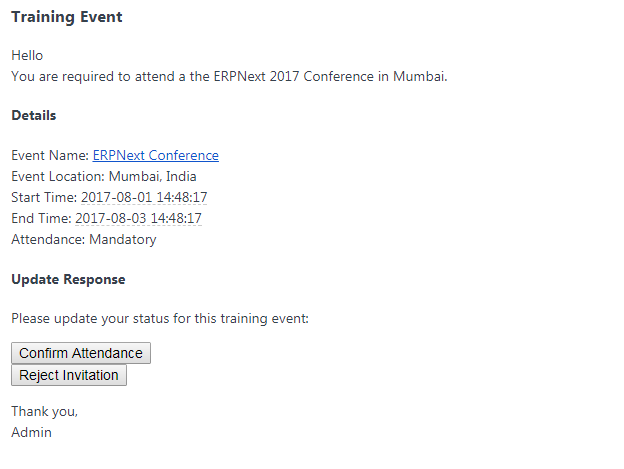 Training Event
Hello
You are required to attend a the ERPNext 2017 Conference in Mumbai.
Details
Event Name: ERPNext Conference
Event Location: Mumbai, India
Start Time: 2017-08-01 14:48:17
End Time: 2017-08-03 14:48:17
Attendance: Mandatory
Update Response
Please update your status for this training event:
Confirm Attendance
Reject Invitation
Thank you,
Admin